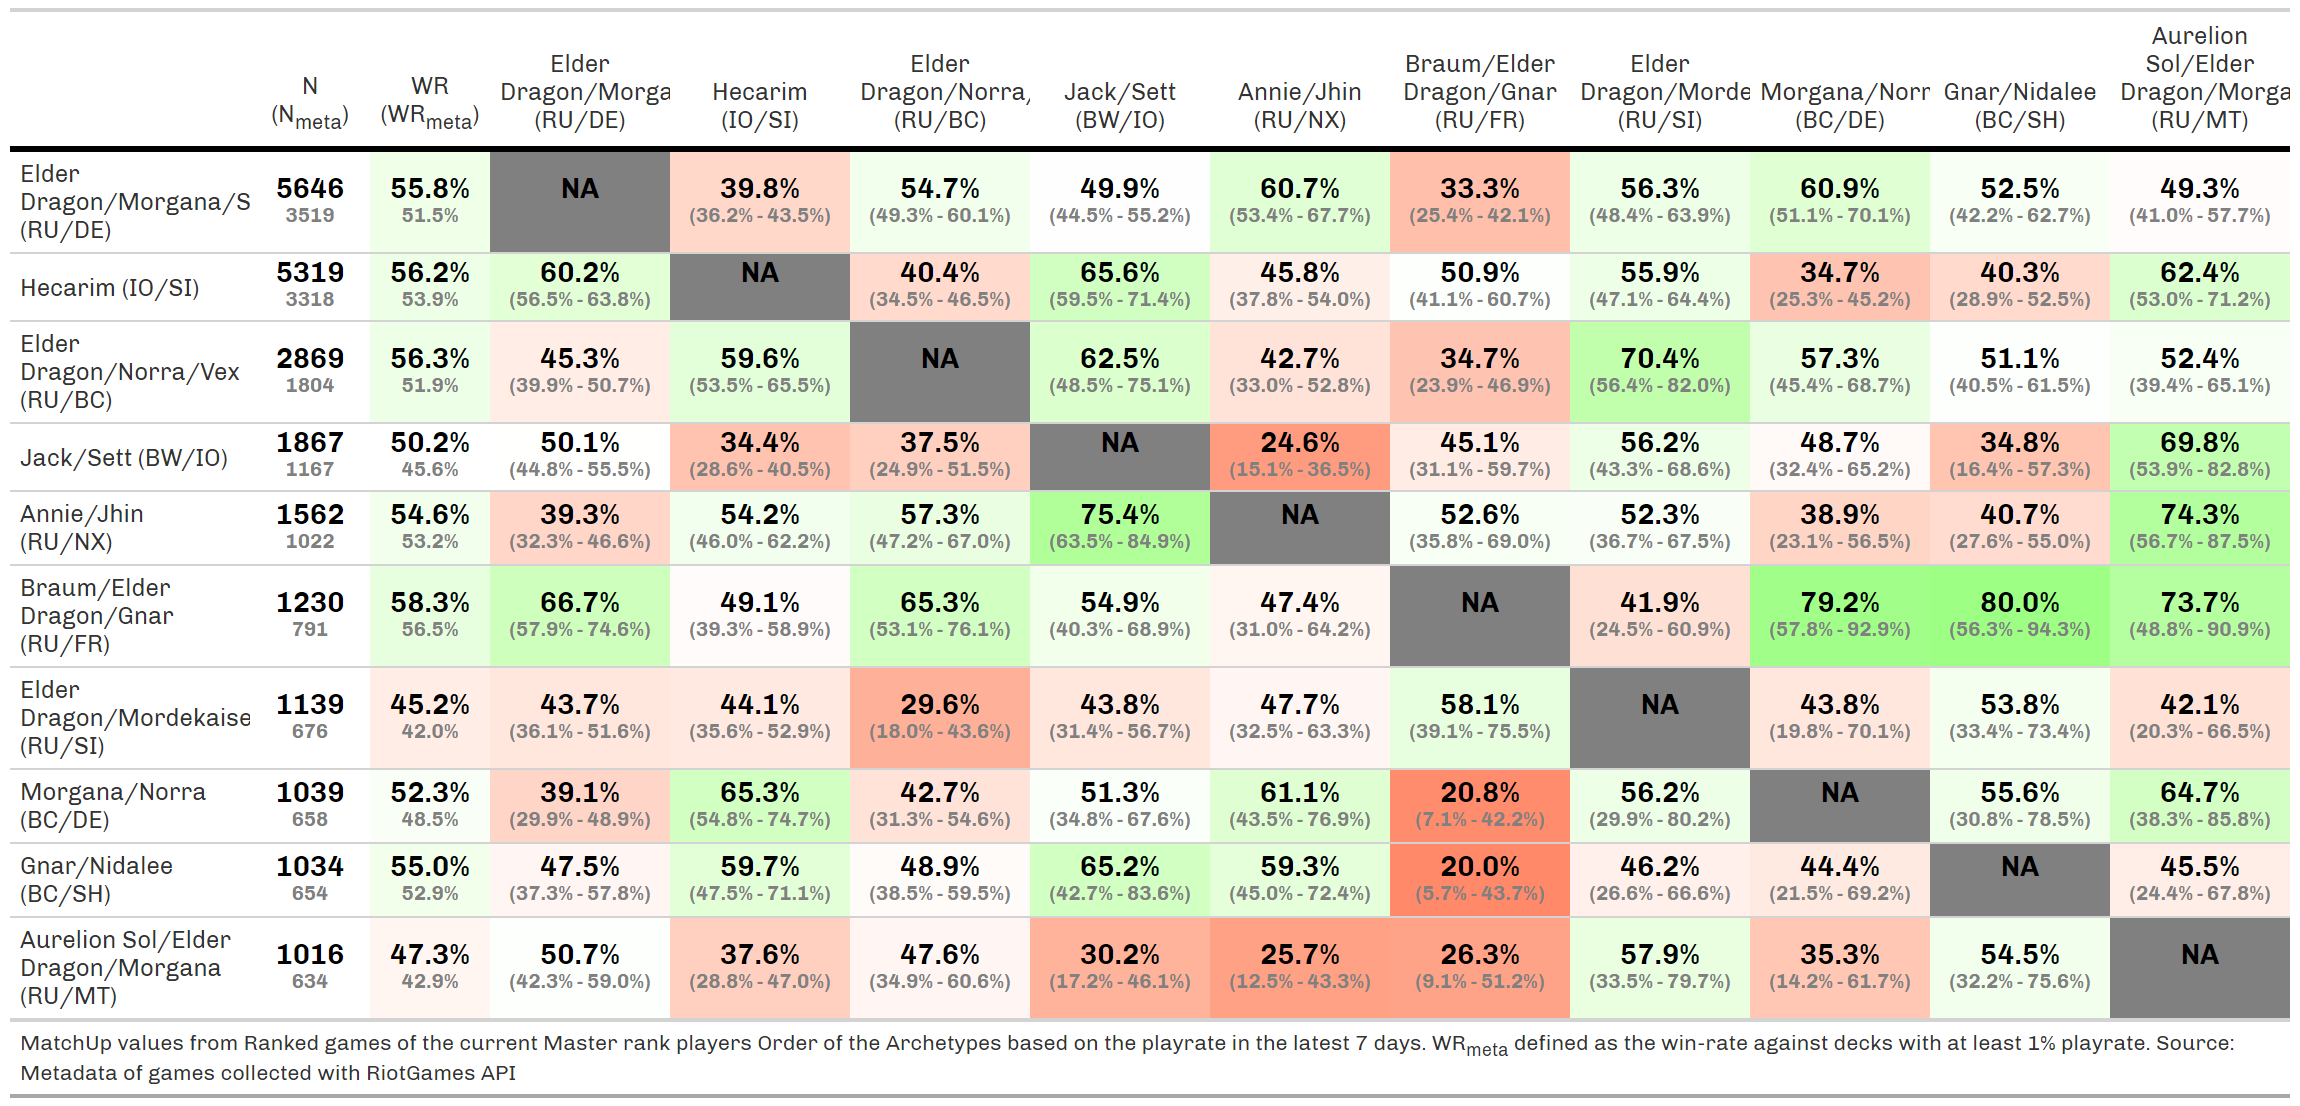 N (N_meta) WR (WR_meta) Elder Dragon/Morga (RU/DE) Hecarim (IO/SI) Elder Dragon/Norra/ (RU/BC) Jack/Sett (BW/IO) Annie/Jhin (RU/NX) Braum/Elder Dragon/Gnar (RU/FR) Elder Dragon/Morde (RU/SI) Morgana/Norr (BC/DE) Gnar/Nidalee (BC/SH) Aurelion Sol/Elder Dragon/Morga (RU/MT)
Elder Dragon/Morgana/S (RU/DE) 5646 3519 55.8% 51.5% NA 39.8% (36.2% - 43.5%) 54.7% (49.3% - 60.1%) 49.9% (44.5% - 55.2%) 60.7% (53.4% - 67.7%) 33.3% (25.4% - 42.1%) 56.3% (48.4% - 63.9%) 60.9% (51.1% - 70.1%) 52.5% (42.2% - 62.7%) 49.3% (41.0% - 57.7%)
Hecarim (IO/SI) 5319 3318 56.2% 53.9% 60.2% (56.5% - 63.8%) NA 40.4% (34.5% - 46.5%) 65.6% (59.5% - 71.4%) 45.8% (37.8% - 54.0%) 50.9% (41.1% - 60.7%) 55.9% (47.1% - 64.4%) 34.7% (25.3% - 45.2%) 40.3% (28.9% - 52.5%) 62.4% (53.0% - 71.2%)
Elder Dragon/Norra/Vex (RU/BC) 2869 1804 56.3% 51.9% 45.3% (39.9% - 50.7%) 59.6% (53.5% - 65.5%) NA 62.5% (48.5% - 75.1%) 42.7% (33.0% - 52.8%) 34.7% (23.9% - 46.9%) 70.4% (56.4% - 82.0%) 57.3% (45.4% - 68.7%) 51.1% (40.5% - 61.5%) 52.4% (39.4% - 65.1%)
Jack/Sett (BW/IO) 1867 1167 50.2% 45.6% 50.1% (44.8% - 55.5%) 34.4% (28.6% - 40.5%) 37.5% (24.9% - 51.5%) NA 24.6% (15.1% - 36.5%) 45.1% (31.1% - 59.7%) 56.2% (43.3% - 68.6%) 48.7% (32.4% - 65.2%) 34.8% (16.4% - 57.3%) 69.8% (53.9% - 82.8%)
Annie/Jhin (RU/NX) 1562 1022 54.6% 53.2% 39.3% (32.3% - 46.6%) 54.2% (46.0% - 62.2%) 57.3% (47.2% - 67.0%) 75.4% (63.5% - 84.9%) NA 52.6% (35.8% - 69.0%) 52.3% (36.7% - 67.5%) 38.9% (23.1% - 56.5%) 40.7% (27.6% - 55.0%) 74.3% (56.7% - 87.5%)
Braum/Elder Dragon/Gnar (RU/FR) 1230 791 58.3% 56.5% 66.7% (57.9% - 74.6%) 49.1% (39.3% - 58.9%) 65.3% (53.1% - 76.1%) 54.9% (40.3% - 68.9%) 47.4% (31.0% - 64.2%) NA 41.9% (24.5% - 60.9%) 79.2% (57.8% - 92.9%) 80.0% (56.3% - 94.3%) 73.7% (48.8% - 90.9%)
Elder Dragon/Mordekaise (RU/SI) 1139 676 45.2% 42.0% 43.7% (36.1% - 51.6%) 44.1% (35.6% - 52.9%) 29.6% (18.0% - 43.6%) 43.8% (31.4% - 56.7%) 47.7% (32.5% - 63.3%) 58.1% (39.1% - 75.5%) NA 43.8% (19.8% - 70.1%) 53.8% (33.4% - 73.4%) 42.1% (20.3% - 66.5%)
Morgana/Norra (BC/DE) 1039 658 52.3% 48.5% 39.1% (29.9% - 48.9%) 65.3% (54.8% - 74.7%) 42.7% (31.3% - 54.6%) 51.3% (34.8% - 67.6%) 61.1% (43.5% - 76.9%) 20.8% (7.1% - 42.2%) 56.2% (29.9% - 80.2%) NA 55.6% (30.8% - 78.5%) 64.7% (38.3% - 85.8%)
Gnar/Nidalee (BC/SH) 1034 654 55.0% 52.9% 47.5% (37.3% - 57.8%) 59.7% (47.5% - 71.1%) 48.9% (38.5% - 59.5%) 65.2% (42.7% - 83.6%) 59.3% (45.0% - 72.4%) 20.0% (5.7% - 43.7%) 46.2% (26.6% - 66.6%) 44.4% (21.5% - 69.2%) NA 45.5% (24.4% - 67.8%)
Aurelion Sol/Elder Dragon/Morgana (RU/MT) 1016 634 47.3% 42.9% 50.7% (42.3% - 59.0%) 37.6% (28.8% - 47.0%) 47.6% (34.9% - 60.6%) 30.2% (17.2% - 46.1%) 25.7% (12.5% - 43.3%) 26.3% (9.1% - 51.2%) 57.9% (33.5% - 79.7%) 35.3% (14.2% - 61.7%) 54.5% (32.2% - 75.6%) NA
MatchUp values from Ranked games of the current Master rank players Order of the Archetypes based on the playrate in the latest 7 days. WR_meta defined as the win-rate against decks with at least 1% playrate. Source:
Metadata of games collected with RiotGames API